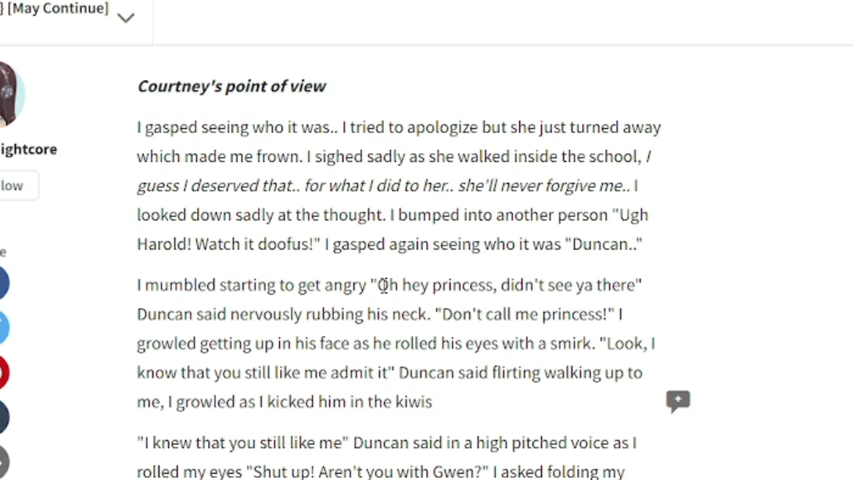 } [May Continue]
Courtney's point of view
I gasped seeing who it was.. I tried to apologize but she just turned away
which made me frown. I sighed sadly as she walked inside the school, I
guess I deserved that.. for what I did to her.. she'll never forgive me.. I
looked down sadly at the thought. I bumped into another person "Ugh
Harold! Watch it doofus!" I gasped again seeing who it was "Duncan.."
I mumbled starting to get angry "Oh hey princess, didn't see ya there"
Duncan said nervously rubbing his neck. "Don't call me princess!" I
growled getting up in his face as he rolled his eyes with a smirk. "Look, I
know that you still like me admit it" Duncan said flirting walking up to
me, I growled as I kicked him in the kiwis
"I knew that you still like me" Duncan said in a high pitched voice as I
rolled my eyes "Shut up! Aren't you with Gwen?" I asked folding my
ightcore
low
e